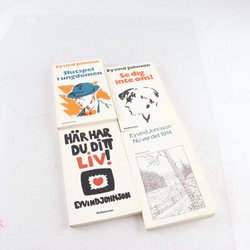 Eyvind Johnson
Slutspel
i ungdomen
Eyvind Johnson
Se dig
inte om!
HÄR HAR
DU DITT
LIV!
EYVIND JOHNSON
Eyvind Johnson
Nu var det 1914